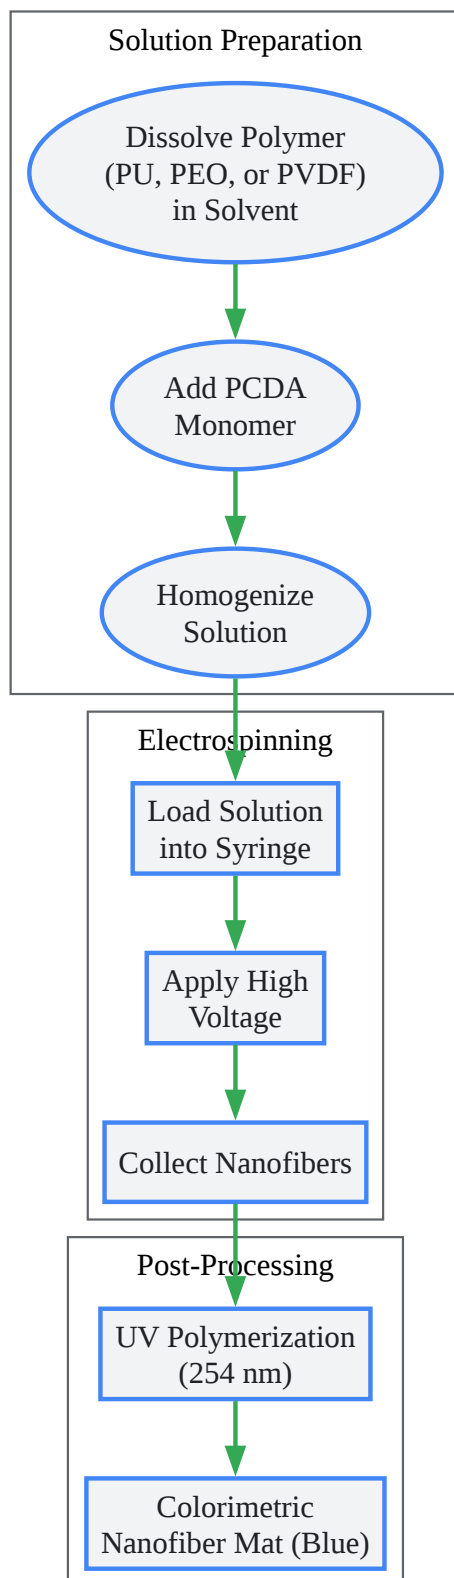 Solution Preparation
Dissolve Polymer
(PU, PEO, or PVDF)
in Solvent
Add PCDA
Monomer
Homogenize
Solution
Electrospinning
Load Solution
into Syringe
Apply High
Voltage
Collect Nanofibers
Post-Processing
UV Polymerization
(254 nm)
Colorimetric
Nanofiber Mat (Blue)